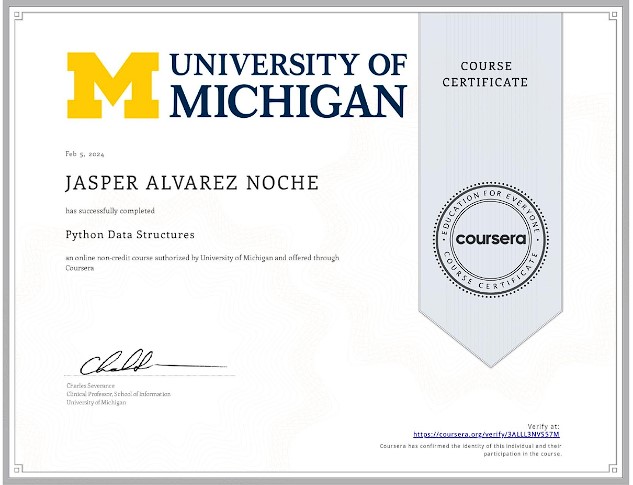 UNIVERSITY OF
MICHIGAN
COURSE
CERTIFICATE
Feb 5, 2024
JASPER ALVAREZ NOCHE
has successfully completed
Python Data Structures
an online non-credit course authorized by University of Michigan and offered through
Coursera
EDUCATION FOR EVERYONE
coursera
COURSE CERTIFICATE
Charles Severance
Clinical Professor, School of Information
University of Michigan
Verify at:
https://coursera.org/verify/3ALLL3NVS57M
Coursera has confirmed the identity of this individual and their
participation in the course.